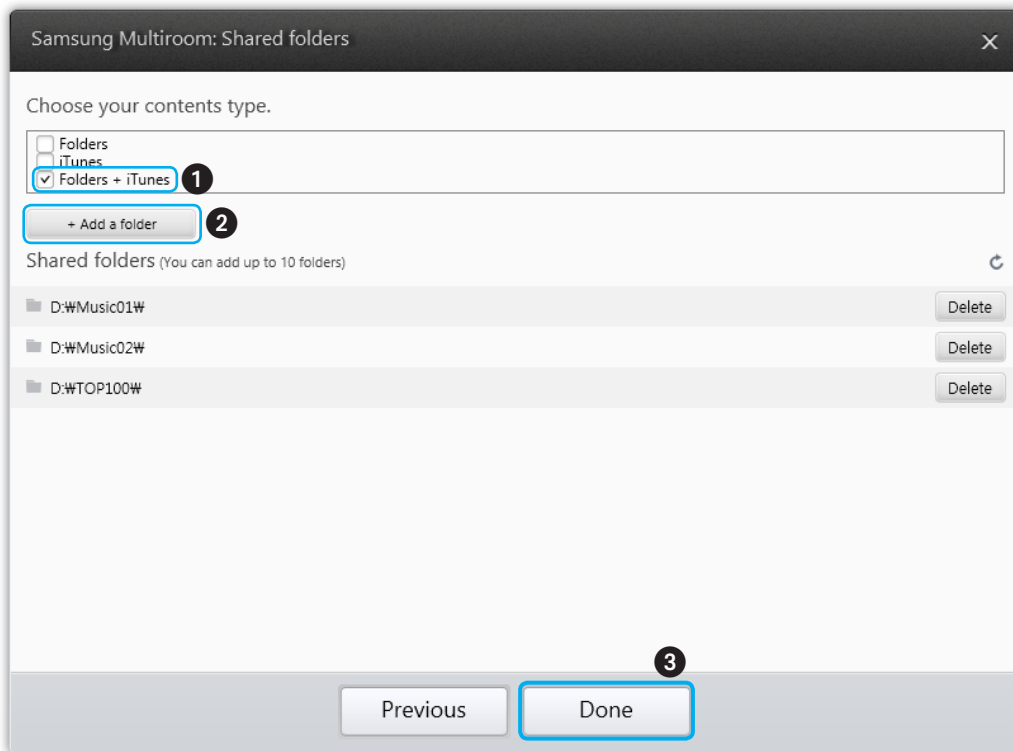 Samsung Multiroom: Shared folders
Choose your contents type.
Folders
iTunes
Folders + iTunes 1
+ Add a folder 2
Shared folders (You can add up to 10 folders)
D:₩Music01₩ Delete
D:₩Music02₩ Delete
D:₩TOP100₩ Delete
3
Previous Done